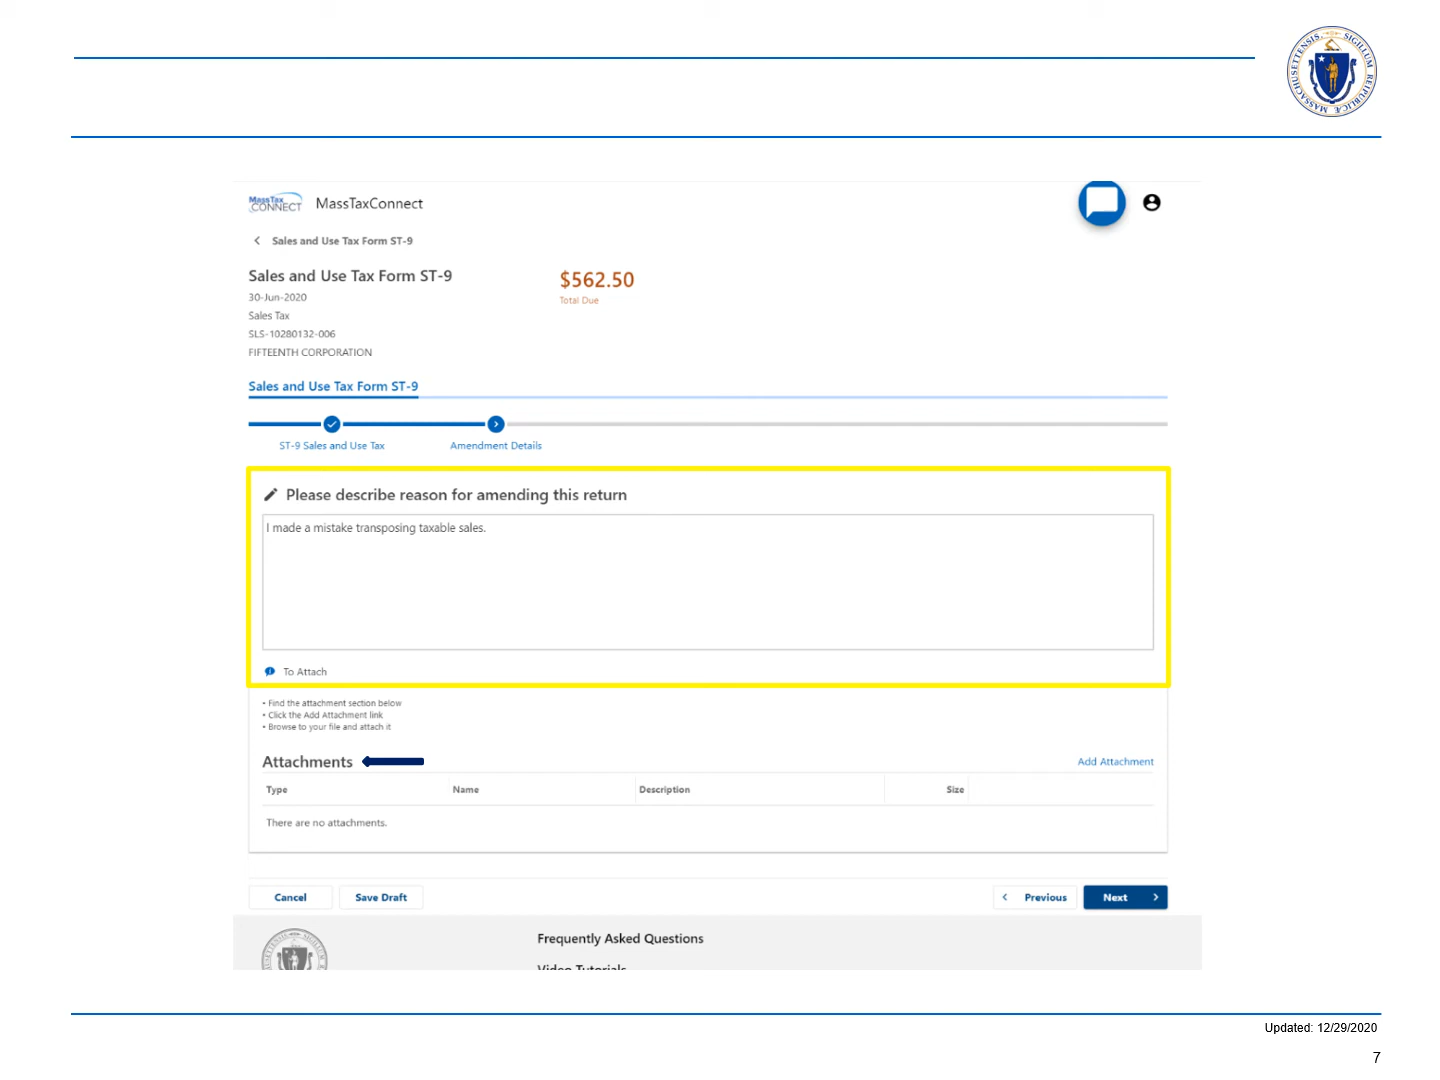 MassTax
CONNECT
MassTaxConnect
Sales and Use Tax Form ST-9
Sales and Use Tax Form ST-9
$562.50
30-Jun-2020
Total Due
Sales Tax
SLS-10280132-006
FIFTEENTH CORPORATION
Sales and Use Tax Form ST-9
ST-9 Sales and Use Tax
Amendment Details
Please describe reason for amending this return
I made a mistake transposing taxable sales.
To Attach
• Find the attachment section below
• Click the Add Attachment link
• Browse to your file and attach it
Attachments
Add Attachment
Type Name Description Size
There are no attachments.
Cancel
Save Draft
Previous
Next
Frequently Asked Questions
Video Tutorials
Updated: 12/29/2020
7